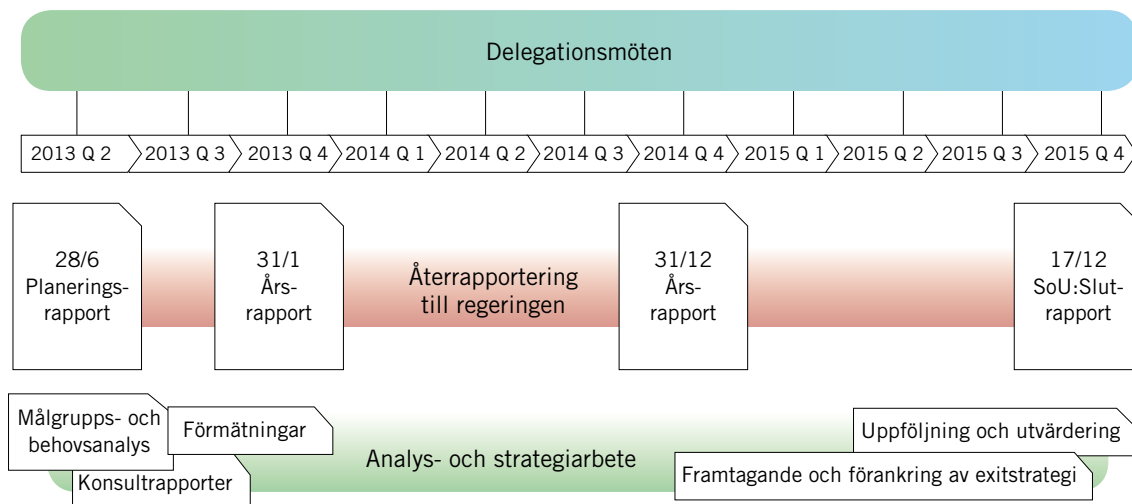 Delegationsmöten
2013 Q 2
2013 Q 3
2013 Q 4
2014 Q 1
2014 Q 2
2014 Q 3
2014 Q 4
2015 Q 1
2015 Q 2
2015 Q 3
2015 Q 4
28/6
Planerings-
rapport
31/1
Års-
rapport
Återrapportering
till regeringen
31/12
Års-
rapport
17/12
SoU:Slut-
rapport
Målgrupps- och
behovsanalys
Förmätningar
Konsultrapporter
Analys- och strategiarbete
Uppföljning och utvärdering
Framtagande och förankring av exitstrategi